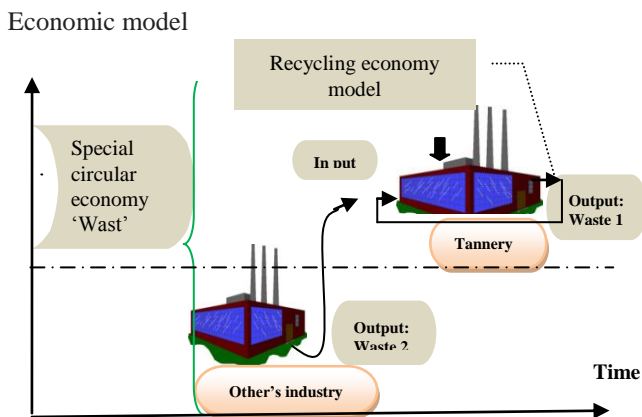 Economic model
Recycling economy
model
Special
circular
economy
‘Wast’
In put
Output:
Waste 1
Tannery
Output:
Waste 2
Time
Other’s industry